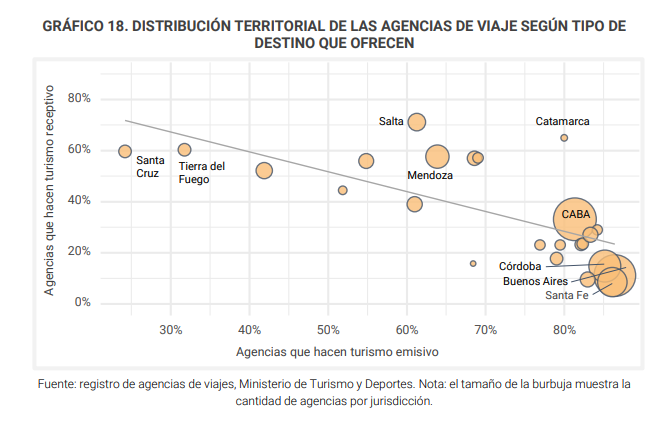 GRÁFICO 18. DISTRIBUCIÓN TERRITORIAL DE LAS AGENCIAS DE VIAJE SEGÚN TIPO DE
DESTINO QUE OFRECEN
Agencias que hacen turismo receptivo
80%
60%
40%
20%
0%
Salta
Catamarca
Santa
Cruz
Tierra del
Fuego
Mendoza
CABA
Córdoba
Buenos Aires
Santa Fe
30%
40%
50%
60%
70%
80%
Agencias que hacen turismo emisivo
Fuente: registro de agencias de viajes, Ministerio de Turismo y Deportes. Nota: el tamaño de la burbuja muestra la
cantidad de agencias por jurisdicción.